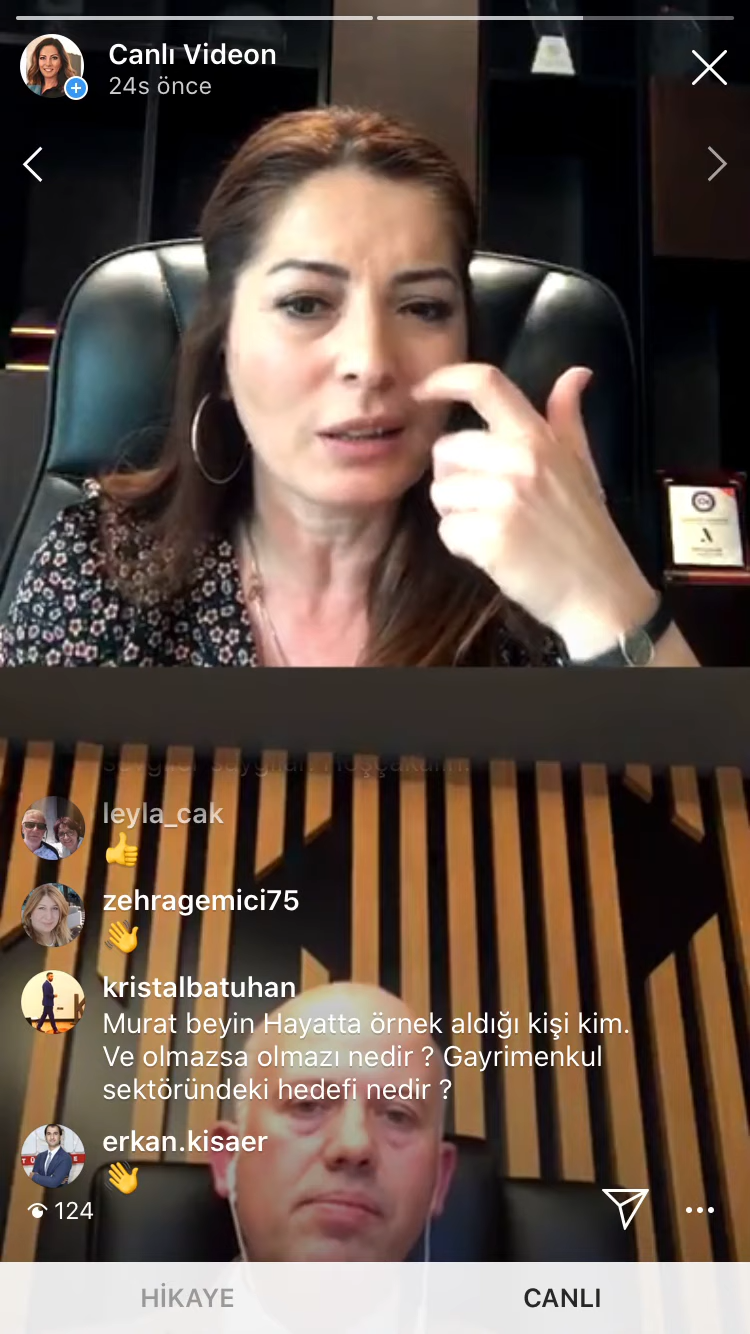 Canlı Videon
24s önce
leyla_cak
👍
zehragemici75
👋
kristalbatuhan
Murat beyin Hayatta örnek aldığı kişi kim.
Ve olmazsa olmazı nedir ? Gayrimenkul
sektöründeki hedefi nedir ?
erkan.kisaer
👋
124
HİKAYE
CANLI